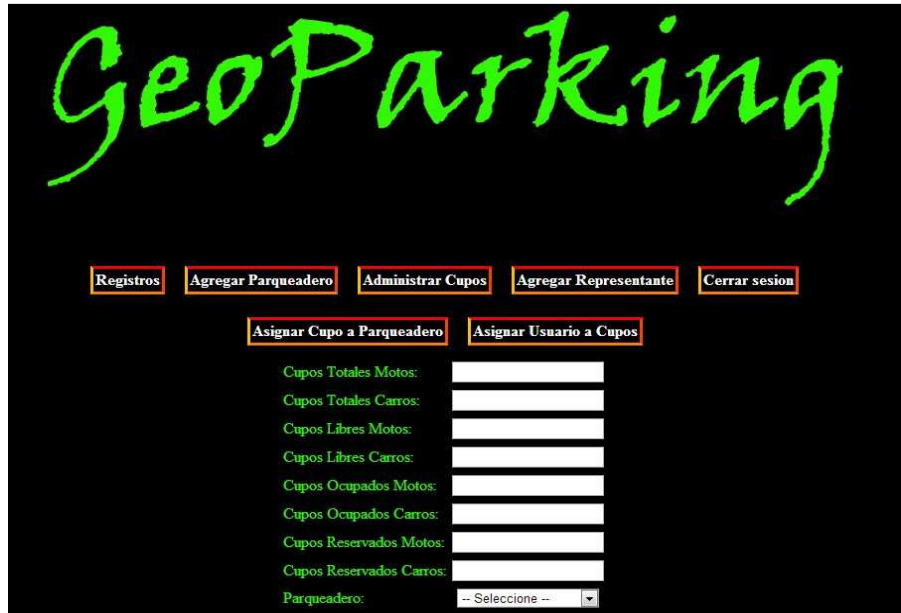 GeoParking
Registros Agregar Parqueadero Administrar Cupos Agregar Representante Cerrar sesion
Asignar Cupo a Parqueadero Asignar Usuario a Cupos
Cupos Totales Motos:
Cupos Totales Carros:
Cupos Libres Motos:
Cupos Libres Carros:
Cupos Ocupados Motos:
Cupos Ocupados Carros:
Cupos Reservados Motos:
Cupos Reservados Carros:
Parqueadero: -- Seleccione --